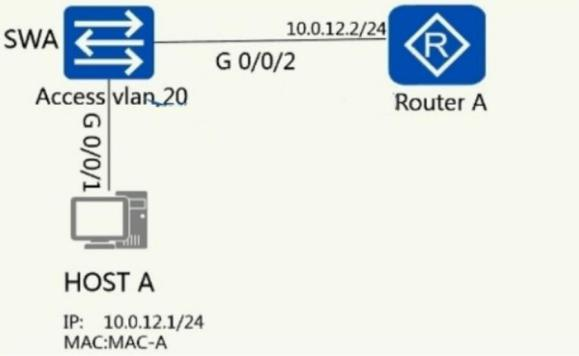 SWA
10.0.12.2/24
G 0/0/2
R
Router A
Access vlan 20
G 0/0/1
HOST A
IP: 10.0.12.1/24
MAC:MAC-A